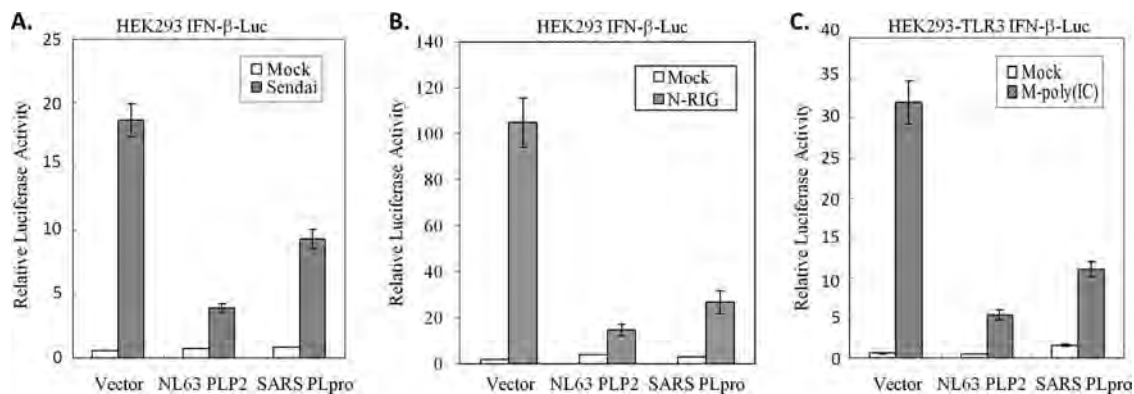 A.
HEK293 IFN-β-Luc
Relative Luciferase Activity
25
20
15
10
5
0
Mock
Sendai
Vector NL63 PLP2 SARS PLpro
B.
HEK293 IFN-β-Luc
Relative Luciferase Activity
140
120
100
80
60
40
20
0
Mock
N-RIG
Vector NL63 PLP2 SARS PLpro
C.
HEK293-TLR3 IFN-β-Luc
Relative Luciferase Activity
40
35
31
25
20
15
10
5
0
Mock
M-poly(IC)
Vector NL63 PLP2 SARS PLpro